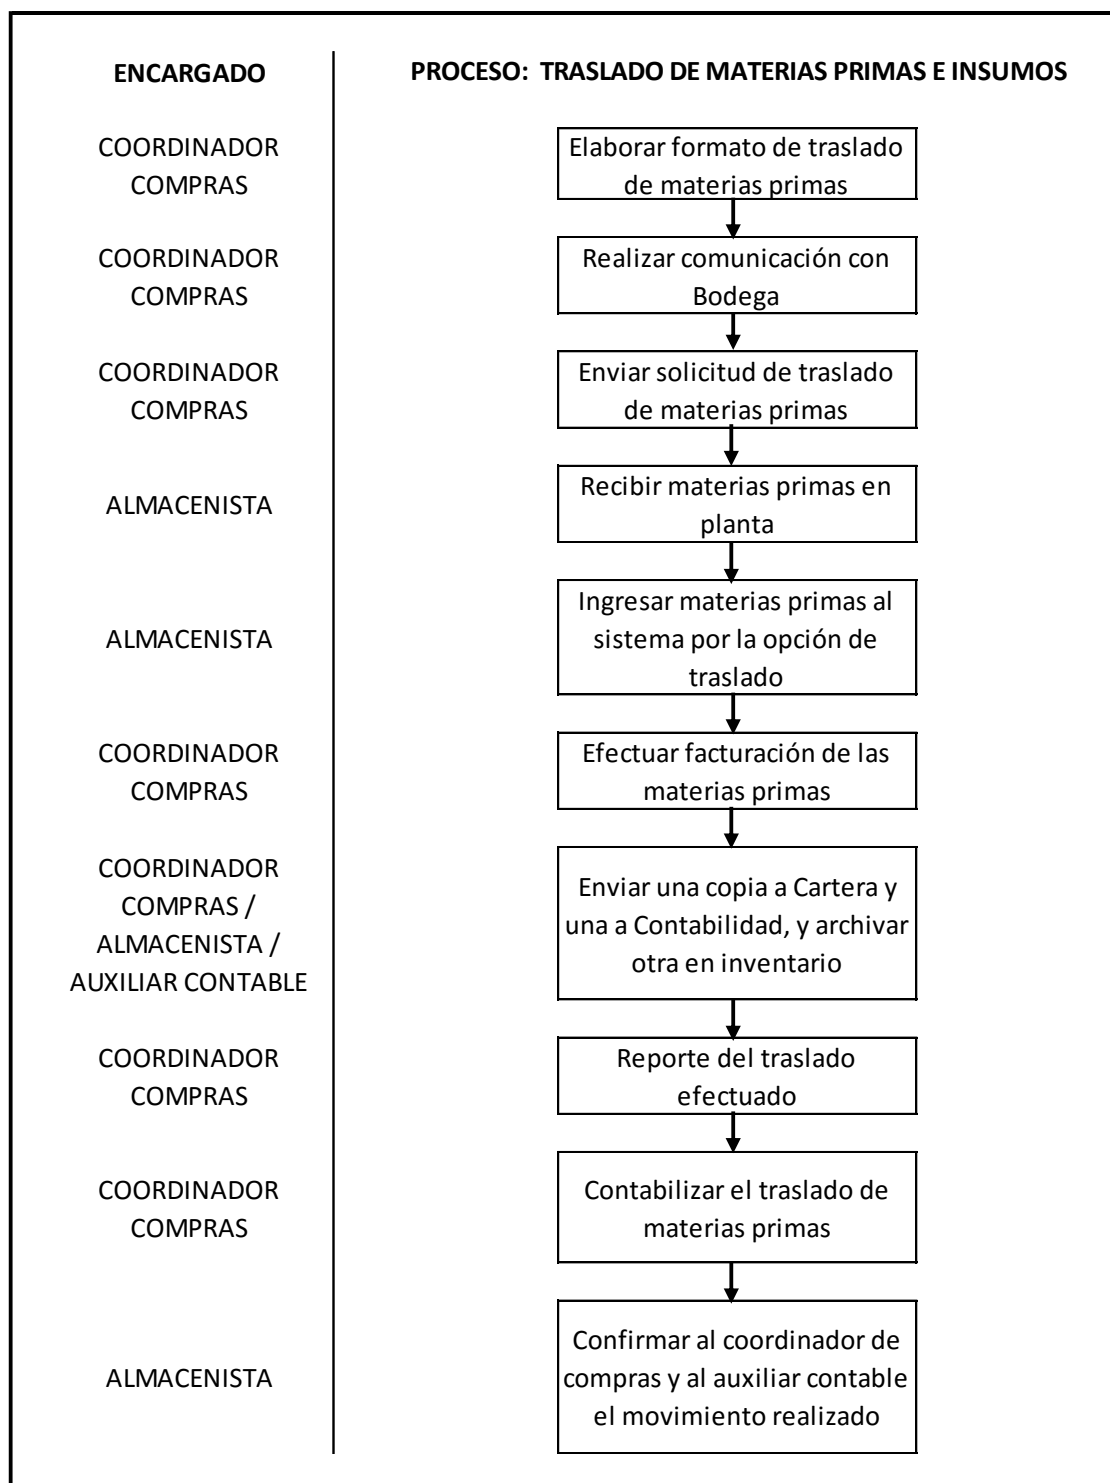 ENCARGADO
PROCESO:  TRASLADO DE MATERIAS PRIMAS E INSUMOS
COORDINADOR
COMPRAS
Elaborar formato de traslado
de materias primas
COORDINADOR
COMPRAS
Realizar comunicación con
Bodega
COORDINADOR
COMPRAS
Enviar solicitud de traslado
de materias primas
ALMACENISTA
Recibir materias primas en
planta
ALMACENISTA
Ingresar materias primas al
sistema por la opción de
traslado
COORDINADOR
COMPRAS
Efectuar facturación de las
materias primas
COORDINADOR
COMPRAS /
ALMACENISTA /
AUXILIAR CONTABLE
Enviar una copia a Cartera y
una a Contabilidad, y archivar
otra en inventario
COORDINADOR
COMPRAS
Reporte del traslado
efectuado
COORDINADOR
COMPRAS
Contabilizar el traslado de
materias primas
ALMACENISTA
Confirmar al coordinador de
compras y al auxiliar contable
el movimiento realizado